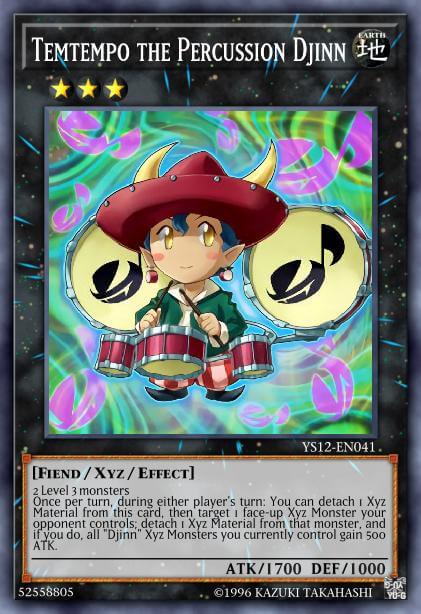 TEMTEMPO THE PERCUSSION DJINN
EARTH
地
YS12-EN041
[FIEND / XYZ / EFFECT]
2 Level 3 monsters
Once per turn, during either player's turn: You can detach 1 Xyz
Material from this card, then target 1 face-up Xyz Monster your
opponent controls; detach 1 Xyz Material from that monster, and
if you do, all "Djinn" Xyz Monsters you currently control gain 500
ATK.
ATK/1700 DEF/1000
52558805
©1996 KAZUKI TAKAHASHI